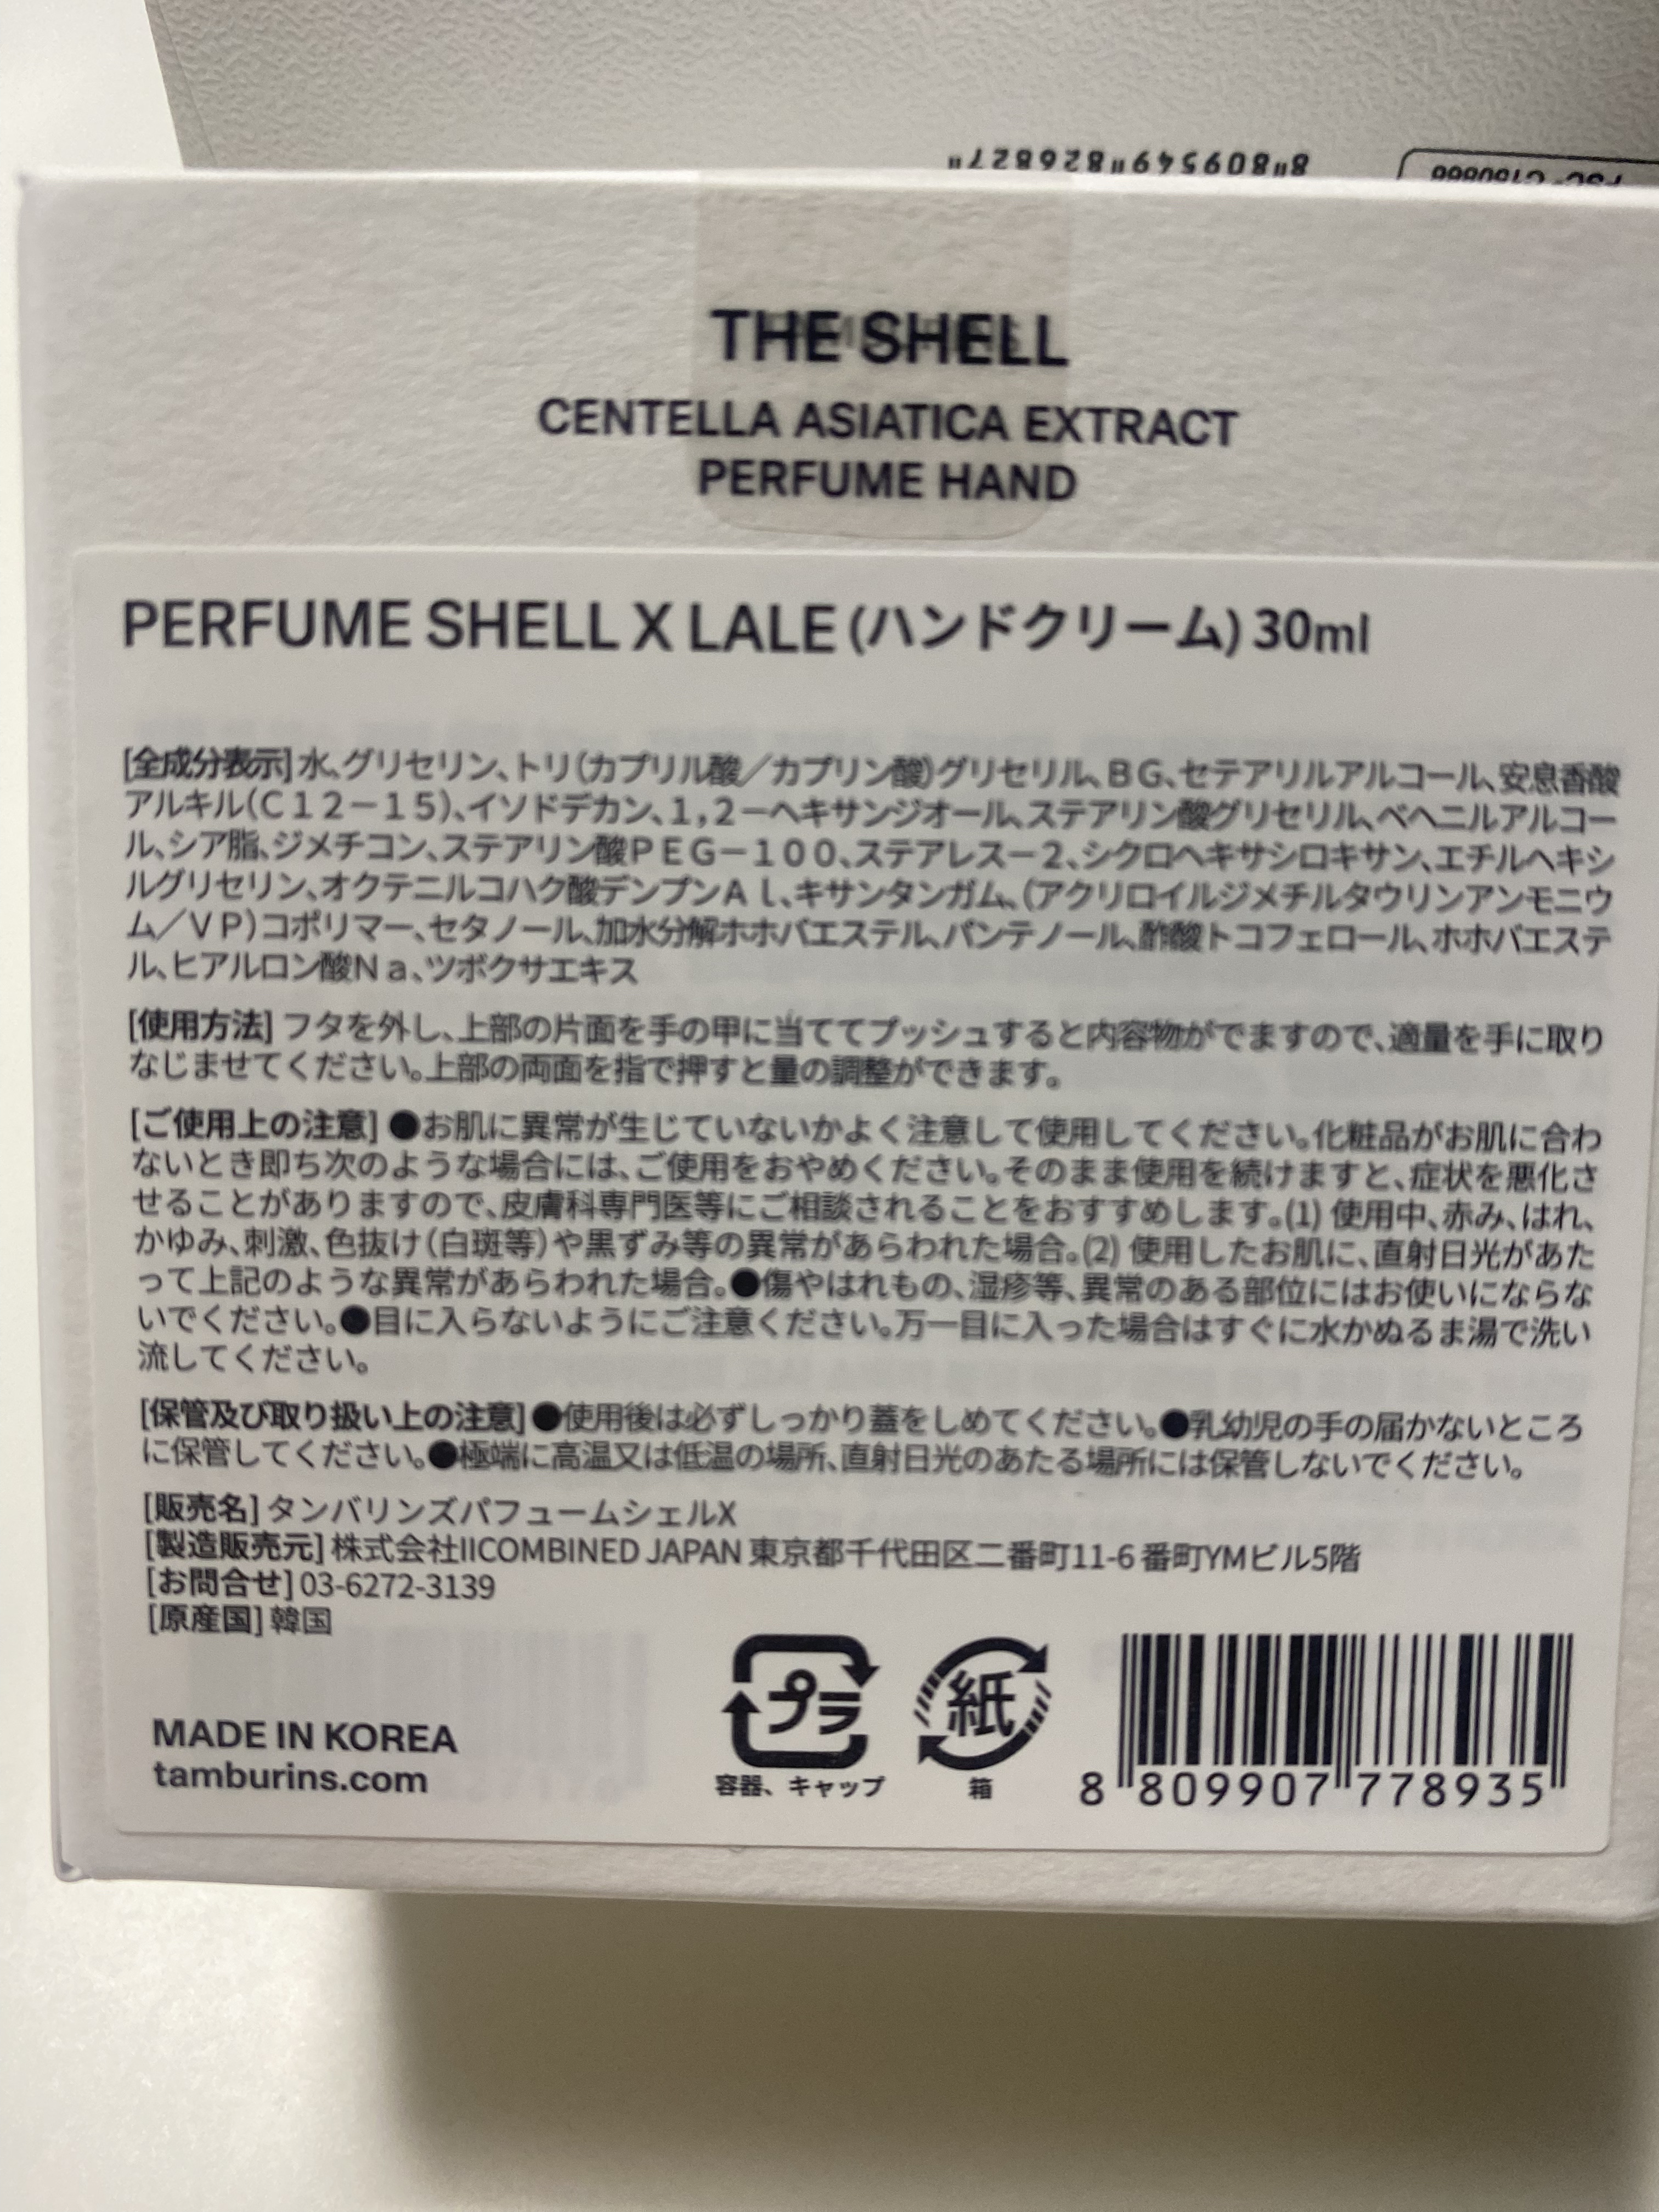 8"809549"826827"
THE SHELL
CENTELLA ASIATICA EXTRACT
PERFUME HAND
PERFUME SHELL X LALE (ハンドクリーム) 30ml
[全成分表示] 水、グリセリン、トリ(カプリル酸／カプリン酸)グリセリル、ＢＧ、セテアリルアルコール、安息香酸
アルキル(Ｃ１２－１５)、イソドデカン、１，２－ヘキサンジオール、ステアリン酸グリセリル、ベヘニルアルコー
ル、シア脂、ジメチコン、ステアリン酸ＰＥＧ－１００、ステアレス－２、シクロヘキサシロキサン、エチルヘキシ
ルグリセリン、オクテニルコハク酸デンプンＡｌ、キサンタンガム、(アクリロイルジメチルタウリンアンモニウ
ム／ＶＰ)コポリマー、セタノール、加水分解ホホバエステル、パンテノール、酢酸トコフェロール、ホホバエステ
ル、ヒアルロン酸Ｎａ、ツボクサエキス
[使用方法] フタを外し、上部の片面を手の甲に当ててプッシュすると内容物がでますので、適量を手に取り
なじませてください。上部の両面を指で押すと量の調整ができます。
[ご使用上の注意] ●お肌に異常が生じていないかよく注意して使用してください。化粧品がお肌に合わ
ないとき即ち次のような場合には、ご使用をおやめください。そのまま使用を続けますと、症状を悪化さ
せることがありますので、皮膚科専門医等にご相談されることをおすすめします。(1) 使用中、赤み、はれ、
かゆみ、刺激、色抜け（白斑等）や黒ずみ等の異常があらわれた場合。(2) 使用したお肌に、直射日光があた
って上記のような異常があらわれた場合。●傷やはれもの、湿疹等、異常のある部位にはお使いにならな
いでください。●目に入らないようにご注意ください。万一目に入った場合はすぐに水かぬるま湯で洗い
流してください。
[保管及び取り扱い上の注意] ●使用後は必ずしっかり蓋をしめてください。●乳幼児の手の届かないところ
に保管してください。●極端に高温又は低温の場所、直射日光のあたる場所には保管しないでください。
[販売名] タンバリンズパフュームシェルX
[製造販売元] 株式会社IICOMBINED JAPAN 東京都千代田区二番町11-6 番町YMビル5階
[お問合せ] 03-6272-3139
[原産国] 韓国
MADE IN KOREA
tamburins.com
プラ
容器、キャップ
紙
箱
8 809907 778935